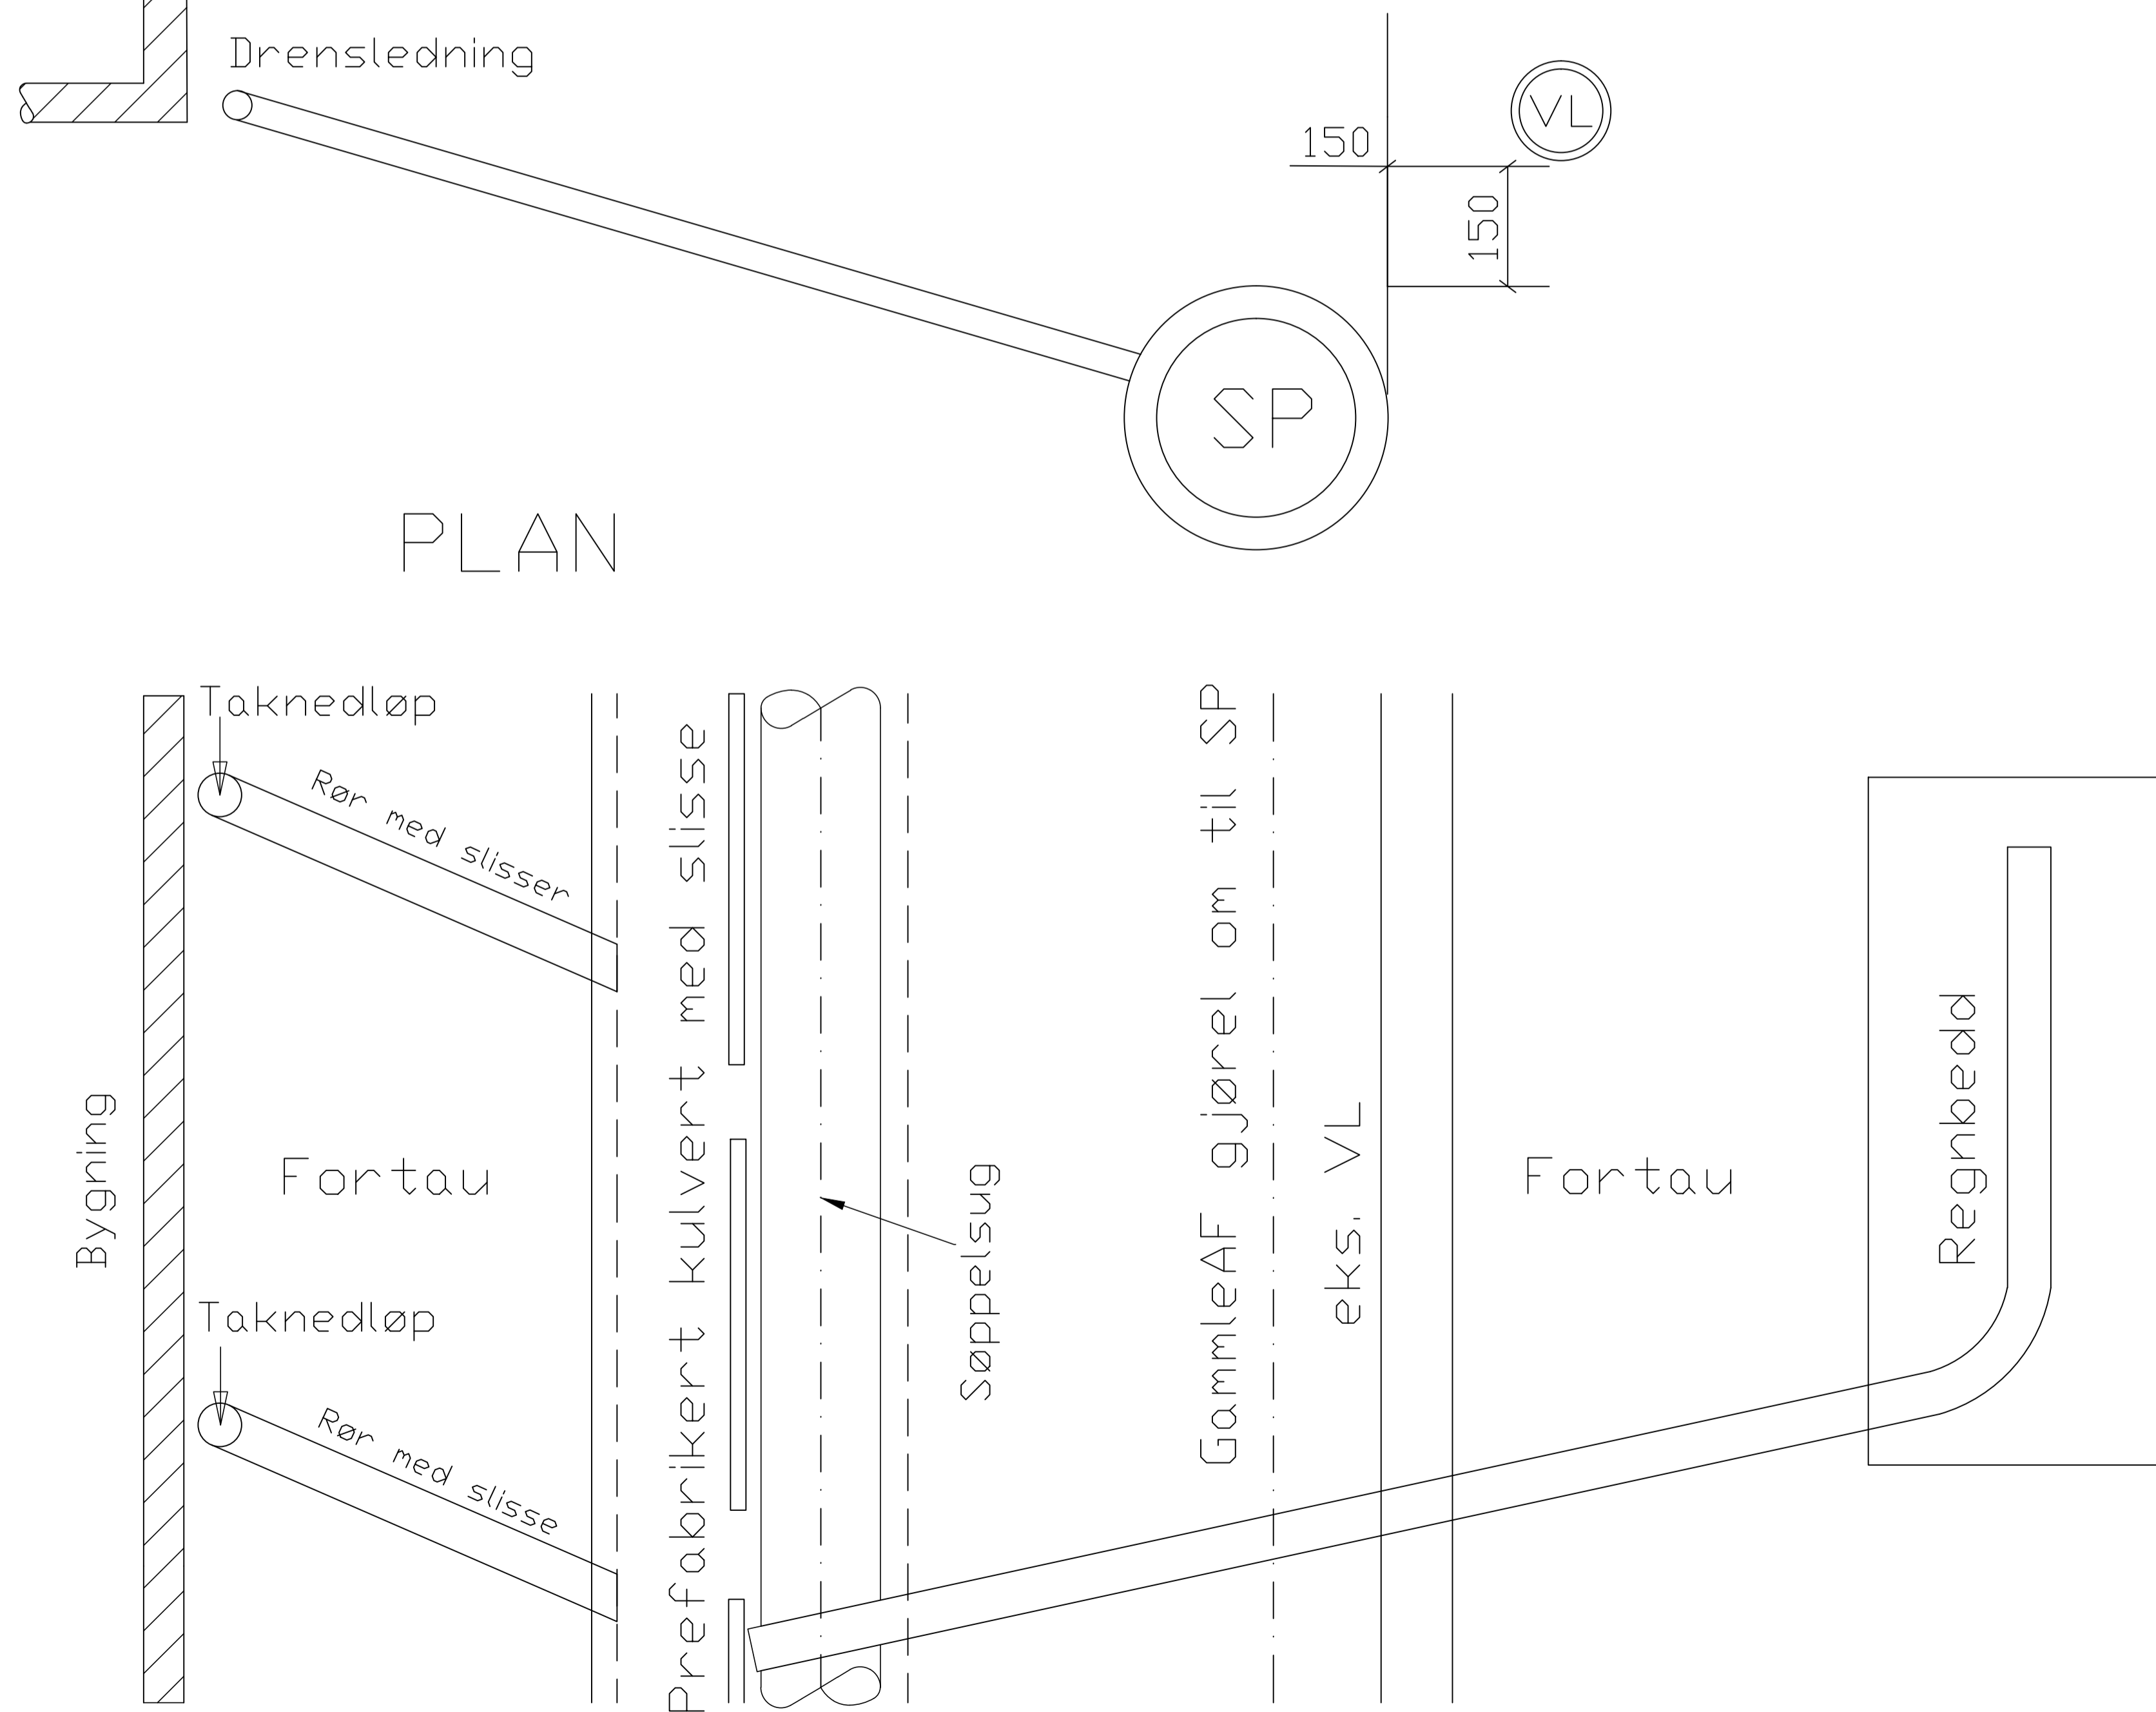 Drensledning
VL
150
150
SP
PLAN
Taknedløp
Rør med slisser
Bygning
Fortau
Prefabrikert kulvert med slisse
Søppelsug
GammleAF gjørel om til SP
eks. VL
Fortau
Regnbedd
Taknedløp
Rør med slisse